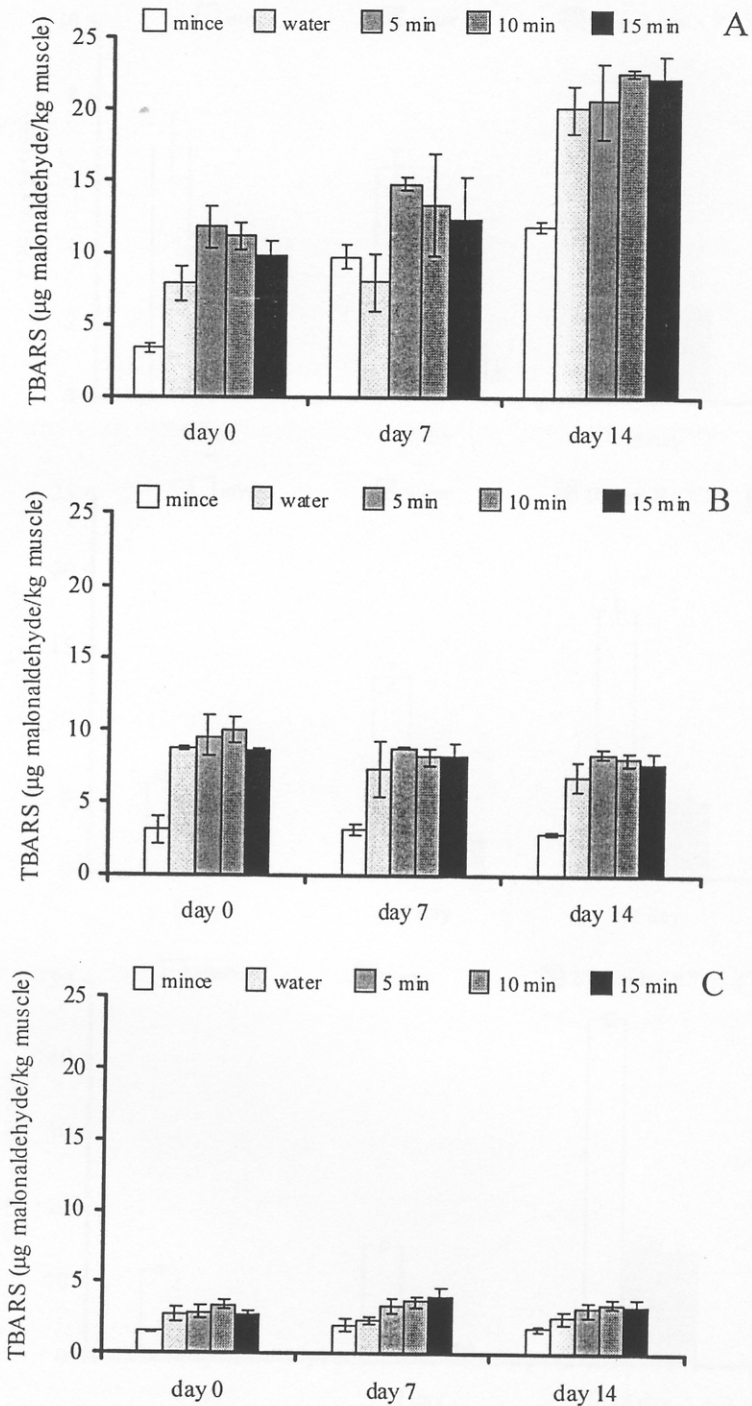 mince water 5 min 10 min 15 min A
TBARS (μg malonaldehyde/kg muscle)
25
20
15
10
5
0
day 0 day 7 day 14
mince water 5 min 10 min 15 min B
TBARS (μg malonaldehyde/kg muscle)
25
20
15
10
5
0
day 0 day 7 day 14
mince water 5 min 10 min 15 min C
TBARS (μg malonaldehyde/kg muscle)
25
20
15
10
5
0
day 0 day 7 day 14